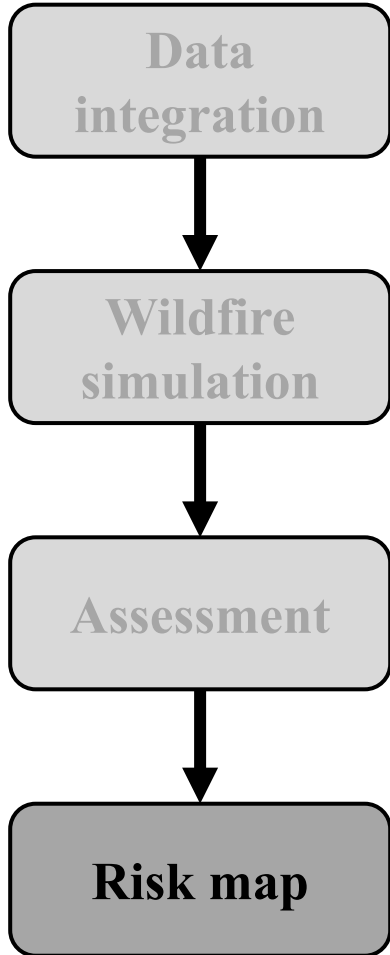 Data
integration
Wildfire
simulation
Assessment
Risk map